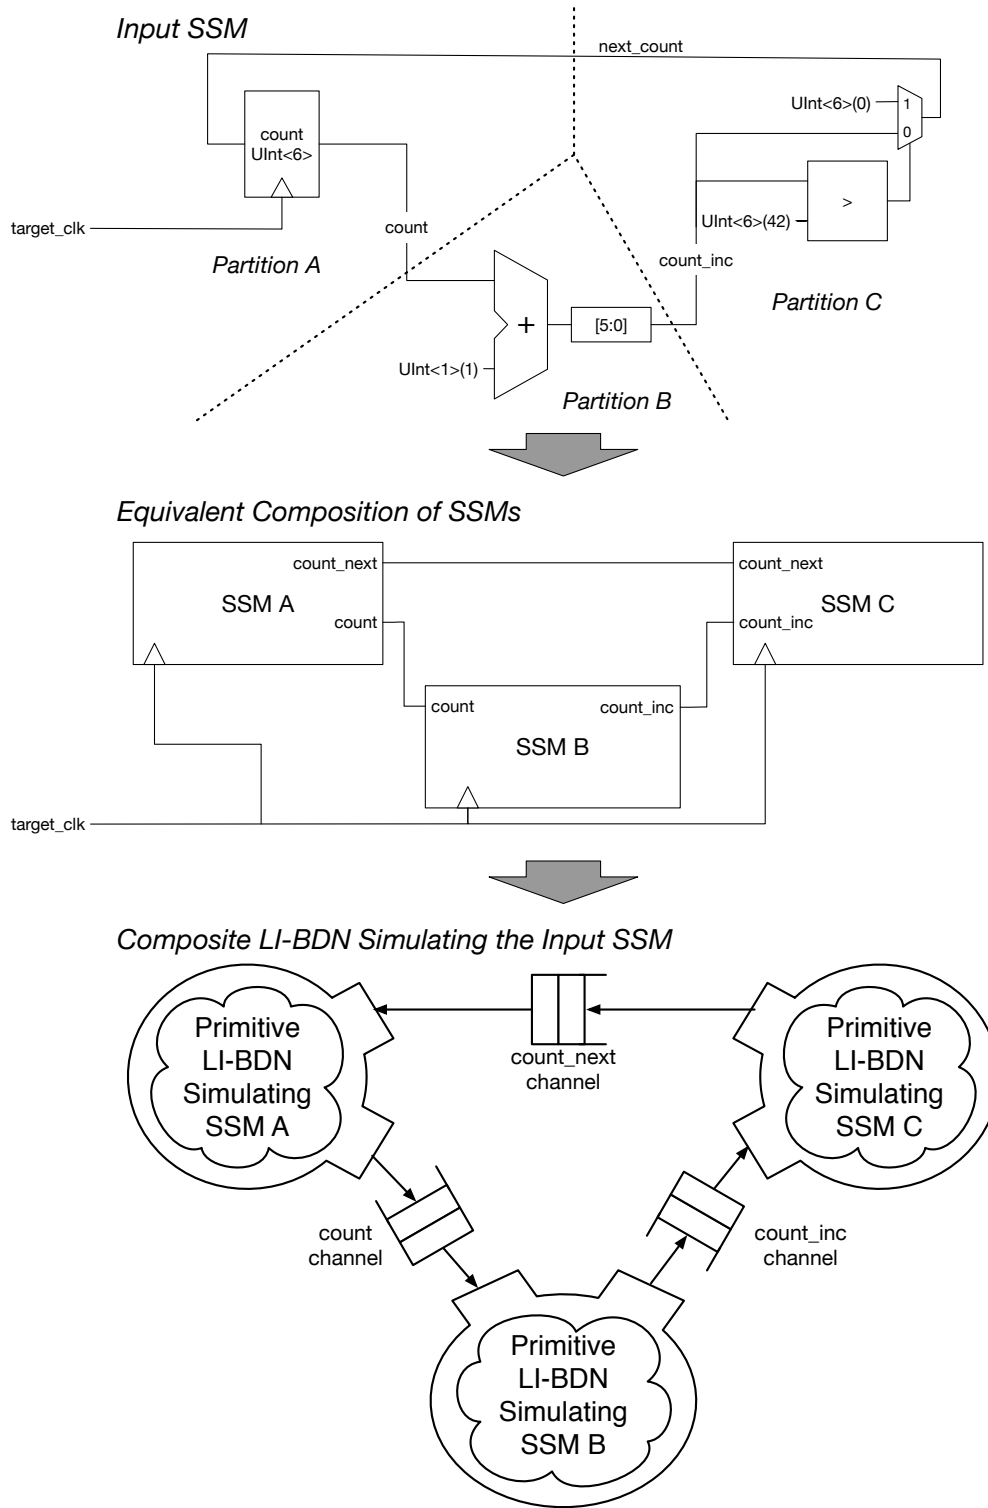 Input SSM
next_count
UInt<6>(0)
1
0
count
UInt<6>
>
UInt<6>(42)
target_clk
count
count_inc
Partition A
Partition C
+
[5:0]
UInt<1>(1)
Partition B
Equivalent Composition of SSMs
count_next
count_next
SSM A
SSM C
count
count_inc
count
count_inc
SSM B
target_clk
Composite LI-BDN Simulating the Input SSM
Primitive
LI-BDN
Simulating
SSM A
count_next
channel
Primitive
LI-BDN
Simulating
SSM C
count
channel
count_inc
channel
Primitive
LI-BDN
Simulating
SSM B